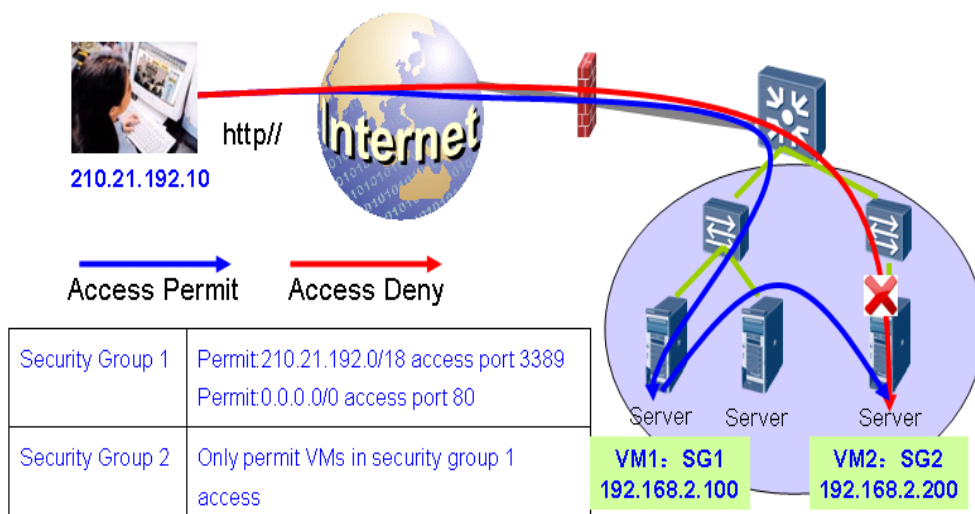 http//
Internet
210.21.192.10
Access Permit
Access Deny
Security Group 1
Permit:210.21.192.0/18 access port 3389
Permit:0.0.0.0/0 access port 80
Security Group 2
Only permit VMs in security group 1
access
Server
Server
Server
VM1：SG1
192.168.2.100
VM2：SG2
192.168.2.200